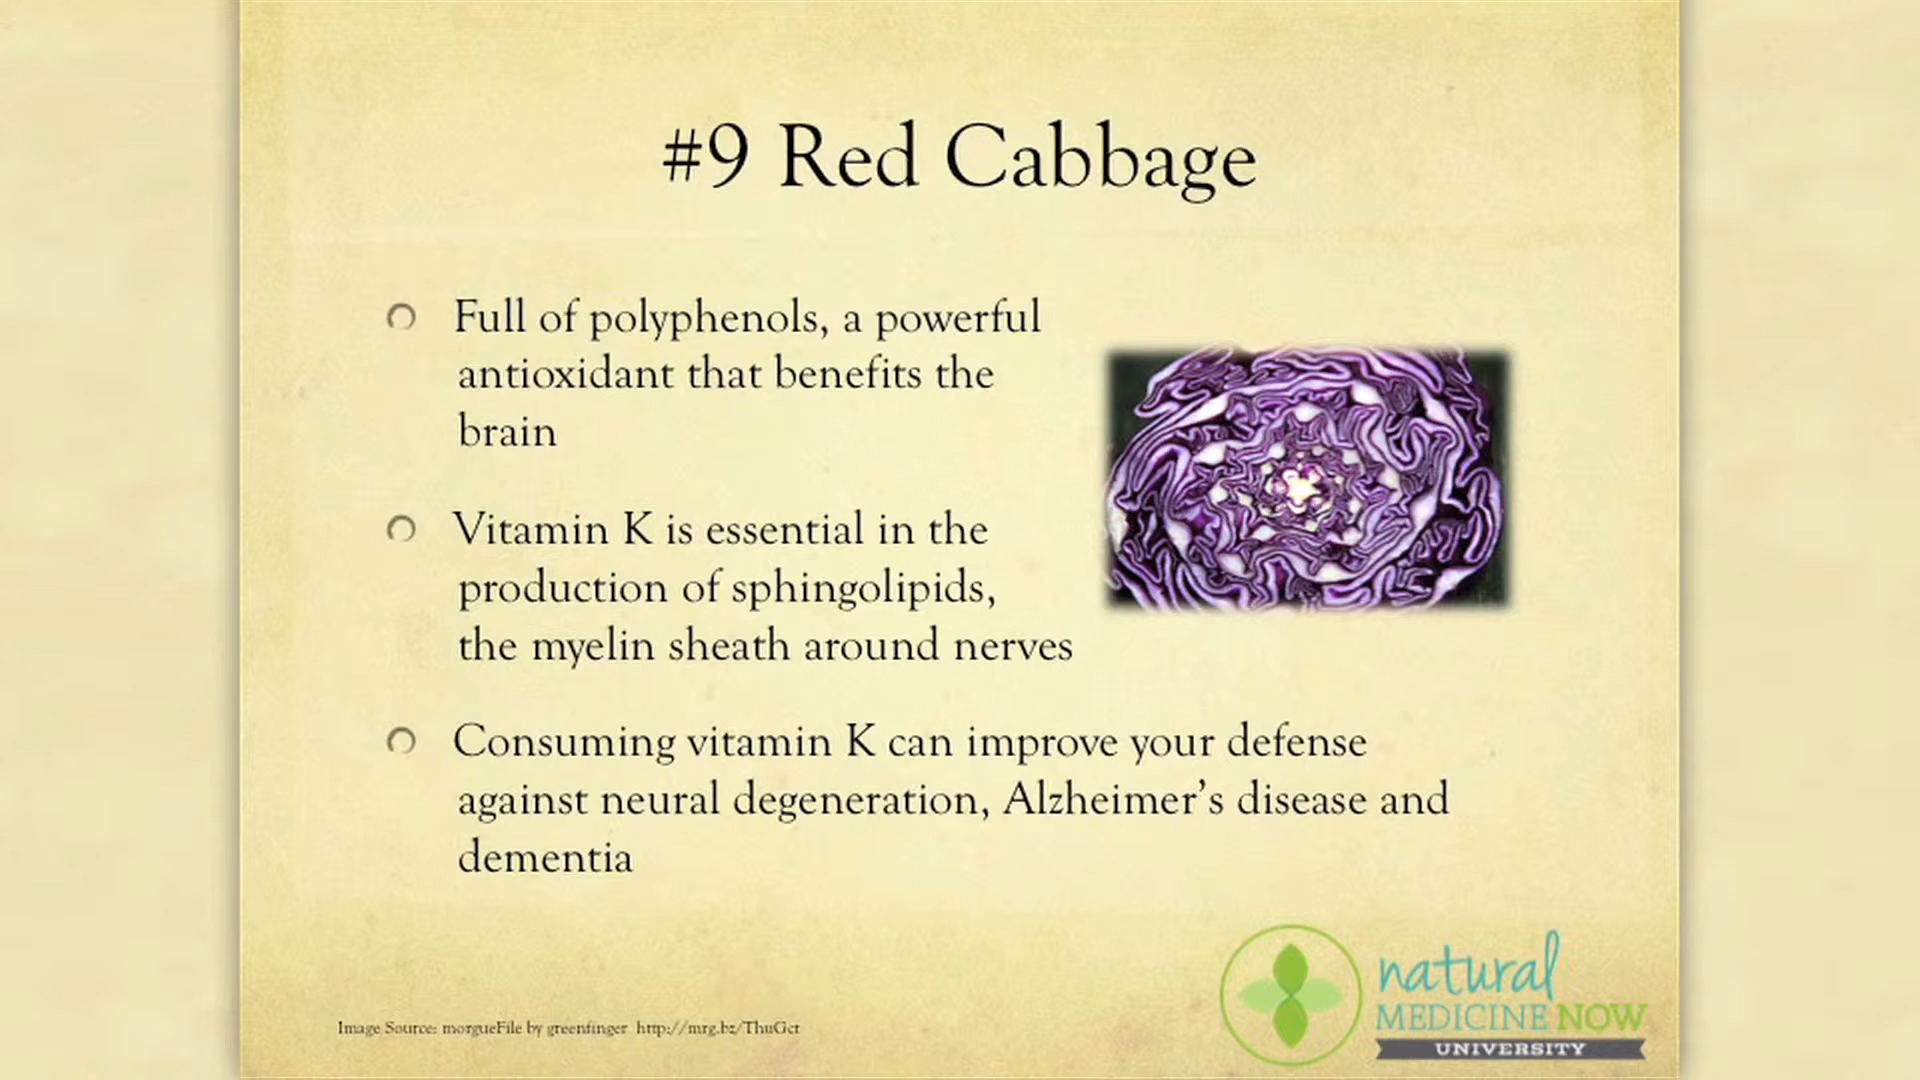 #9 Red Cabbage
Full of polyphenols, a powerful
antioxidant that benefits the
brain
Vitamin K is essential in the
production of sphingolipids,
the myelin sheath around nerves
Consuming vitamin K can improve your defense
against neural degeneration, Alzheimer's disease and
dementia
Image Source: morgueFile by greenfinger http://mrg.bz/ThuGct
natural
MEDICINE NOW
UNIVERSITY